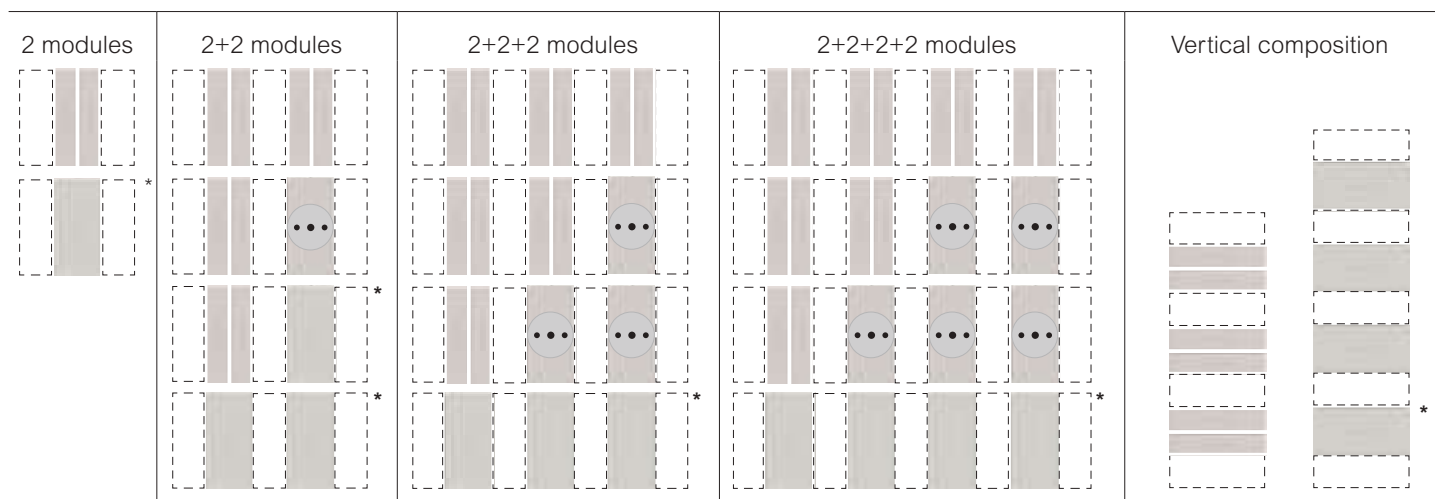 2 modules
2+2 modules
2+2+2 modules
2+2+2+2 modules
Vertical composition
*
*
*
*
*
*